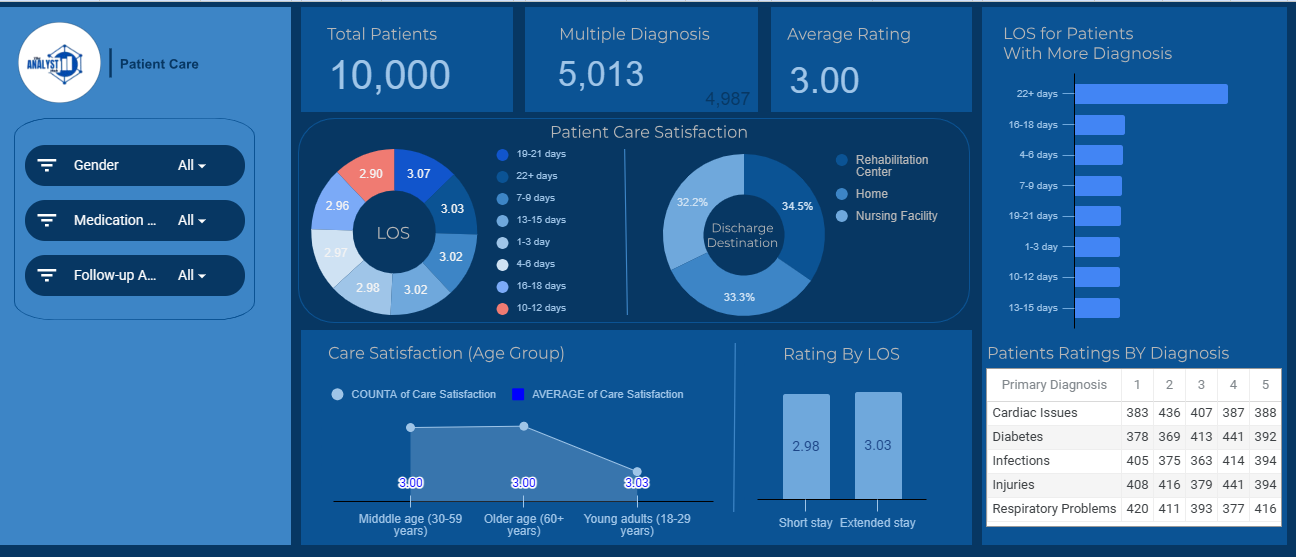 THE
ANALYST
Patient Care
Gender All
Medication ... All
Follow-up A... All
Total Patients
10,000
Multiple Diagnosis
5,013
4,987
Average Rating
3.00
Patient Care Satisfaction
2.90
3.07
3.03
3.02
3.02
2.98
2.97
2.96
LOS
19-21 days
22+ days
7-9 days
13-15 days
1-3 day
4-6 days
16-18 days
10-12 days
32.2%
34.5%
33.3%
Discharge
Destination
Rehabilitation
Center
Home
Nursing Facility
LOS for Patients
With More Diagnosis
22+ days
16-18 days
4-6 days
7-9 days
19-21 days
1-3 day
10-12 days
13-15 days
Care Satisfaction (Age Group)
COUNTA of Care Satisfaction AVERAGE of Care Satisfaction
3.00 3.00 3.03
Midddle age (30-59
years)
Older age (60+
years)
Young adults (18-29
years)
Rating By LOS
2.98 3.03
Short stay Extended stay
Patients Ratings BY Diagnosis
Primary Diagnosis 1 2 3 4 5
Cardiac Issues 383 436 407 387 388
Diabetes 378 369 413 441 392
Infections 405 375 363 414 394
Injuries 408 416 379 441 394
Respiratory Problems 420 411 393 377 416